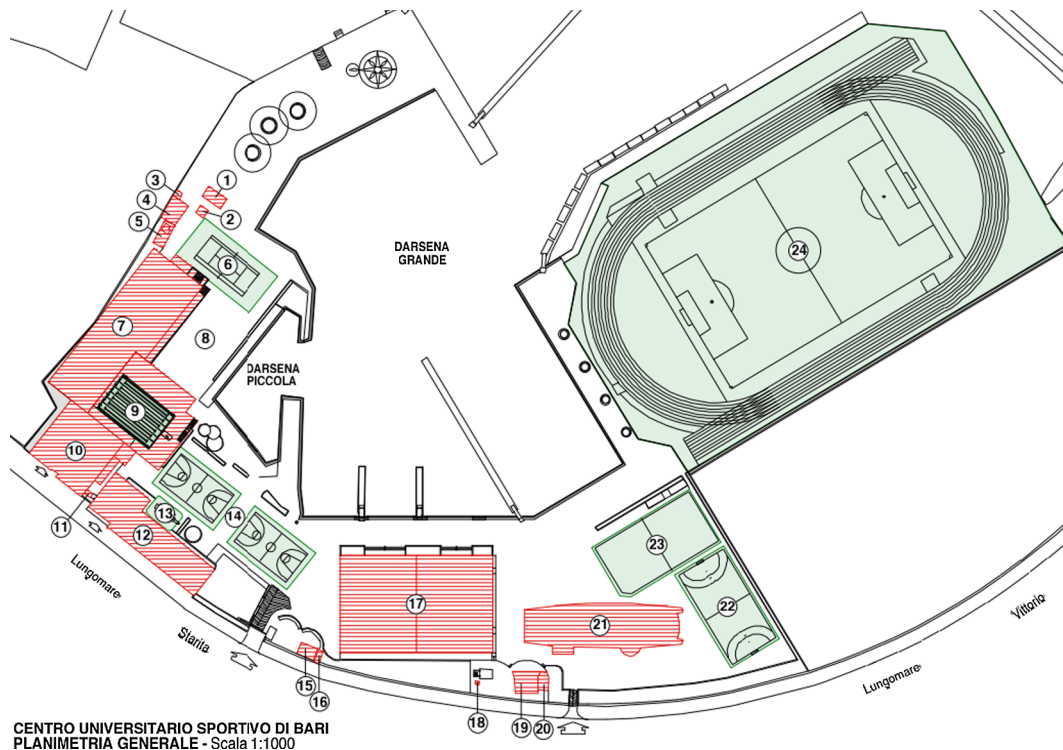 3
1
4
2
5
DARSENA
GRANDE
24
6
7
8
DARSENA
PICCOLA
9
10
14
13
11
12
23
22
17
21
Lungomare
Starita
Vittorio
Lungomare
15
16
18
19
20
CENTRO UNIVERSITARIO SPORTIVO DI BARI
PLANIMETRIA GENERALE - Scala 1:1000